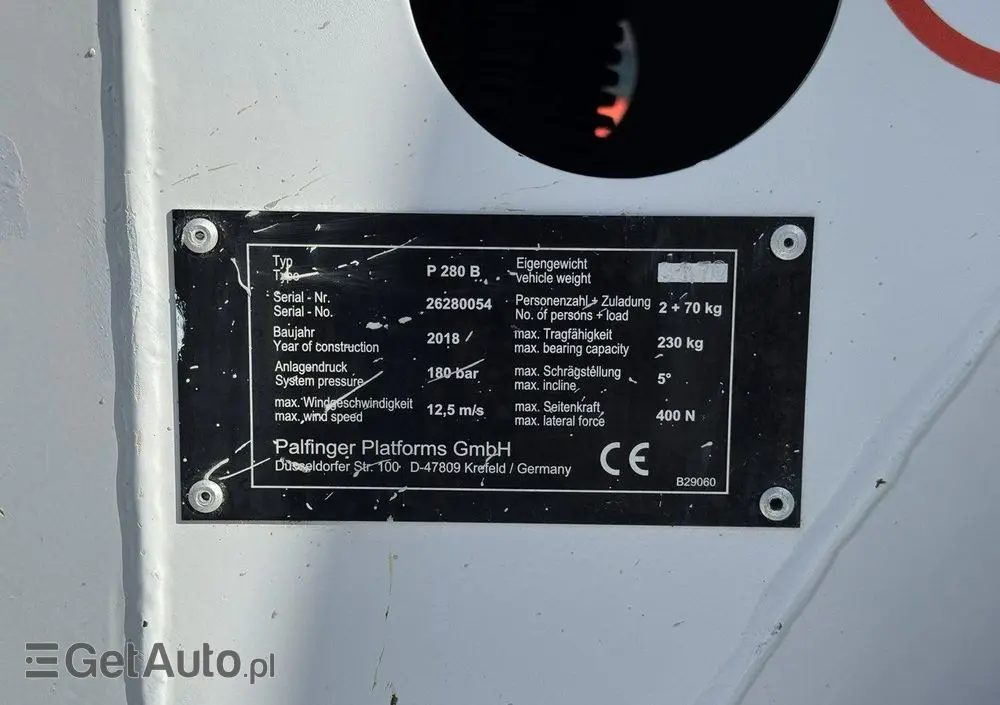 Typ
Type
P 280 B
Serial - Nr.
Serial - No.
26280054
Baujahr
Year of construction
2018
Anlagendruck
System pressure
180 bar
max. Windgeschwindigkeit
max. wind speed
12,5 m/s
Eigengewicht
vehicle weight
Personenzahl + Zuladung
No. of persons + load
2 + 70 kg
max. Tragfähigkeit
max. bearing capacity
230 kg
max. Schrägstellung
max. incline
5°
max. Seitenkraft
max. lateral force
400 N
Palfinger Platforms GmbH
Düsseldorfer Str. 100 D-47809 Krefeld / Germany
CE
B29060
GetAuto.pl